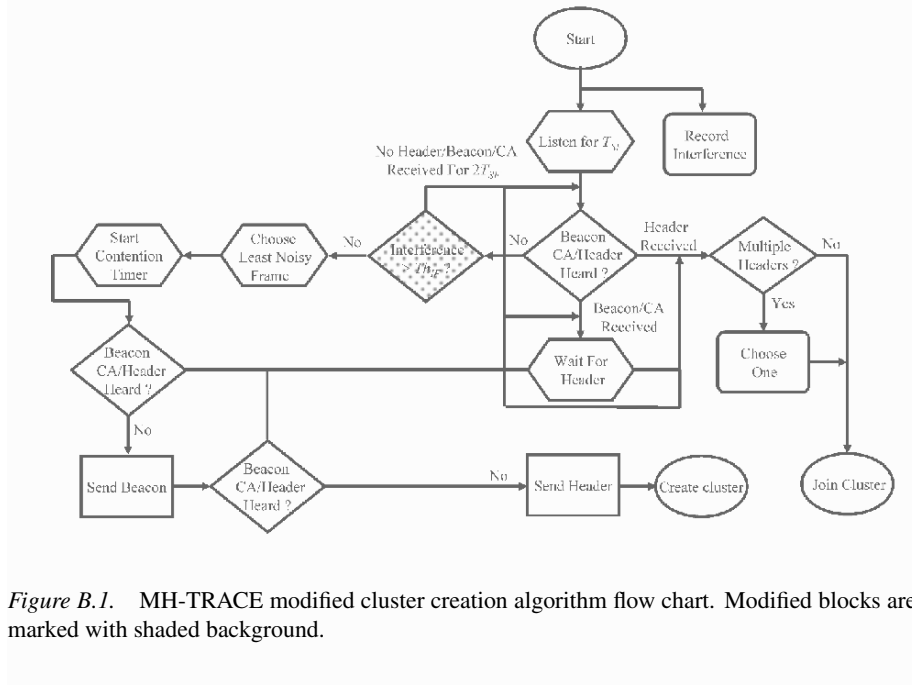 Start
Listen for
Record
Interference
No Header/Beacon/CA
Received For
Start
Contention
Timer
Choose
Least Noisy
Frame
No
Interference
No
Beacon
CA/Header
Heard ?
Header
Received
Multiple
Headers ?
No
Beacon/CA
Received
Yes
Beacon
CA/Header
Heard ?
Wait For
Header
Choose
One
No
Send Beacon
Beacon
CA/Header
Heard ?
No
Send Header
Create cluster
Join Cluster
Figure B.1. MH-TRACE modified cluster creation algorithm flow chart. Modified blocks are
marked with shaded background.